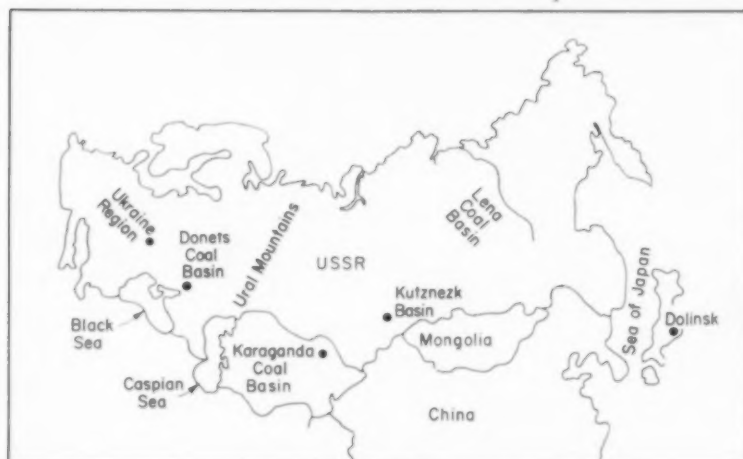 Ukraine
Region
Donets
Coal
Basin
Ural Mountains
USSR
Lena
Coal
Basin
Kutznezk
Basin
Mongolia
Sea of Japan
Dolinsk
Black
Sea
Karaganda
Coal
Basin
Caspian
Sea
China